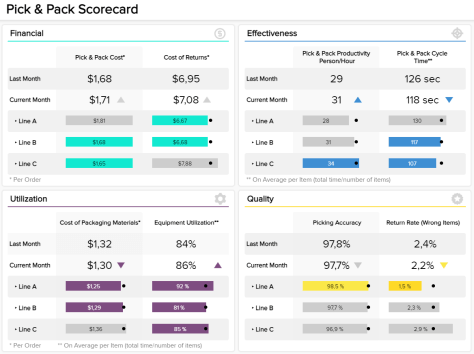 Pick & Pack Scorecard
Financial
Pick & Pack Cost* Cost of Returns*
Last Month $1,68 $6,95
Current Month $1,71 $7,08
• Line A $1.81 $6.67
• Line B $1,68 $6,68
• Line C $1,65 $7,88
* Per Order
Effectiveness
Pick & Pack Productivity Person/Hour Pick & Pack Cycle Time**
Last Month 29 126 sec
Current Month 31 118 sec
• Line A 28 130
• Line B 31 117
• Line C 34 107
** On Average per Item (total time/number of items)
Utilization
Cost of Packaging Materials* Equipment Utilization**
Last Month $1,32 84%
Current Month $1,30 86%
• Line A $1,25 92 %
• Line B $1,29 81 %
• Line C $1,36 85 %
* Per Order ** On Average per Item (total time/number of items)
Quality
Picking Accuracy Return Rate (Wrong Items)
Last Month 97,8% 2,4%
Current Month 97,7% 2,2%
• Line A 98.5 % 1.5 %
• Line B 97.7 % 2.3 %
• Line C 96,9 % 2.9 %